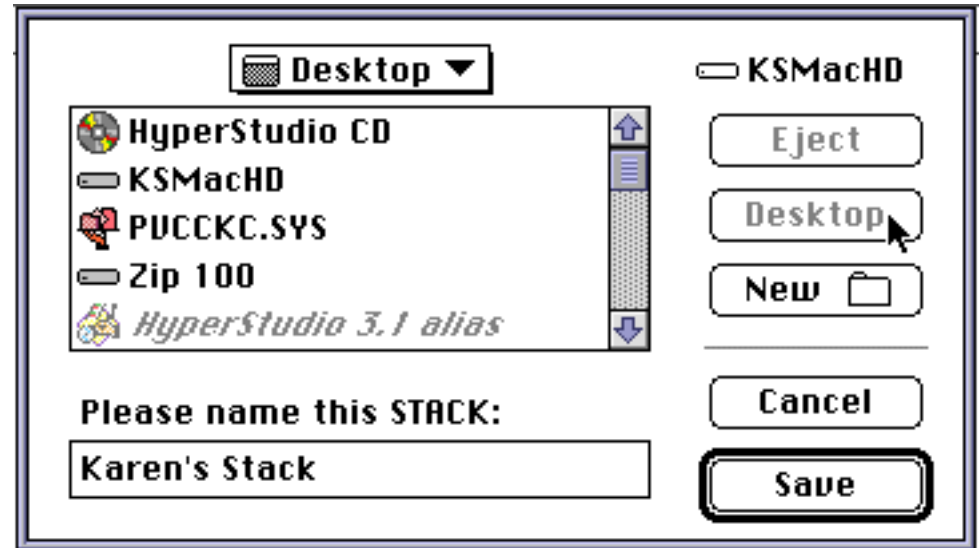 Desktop
KSMacHD
HyperStudio CD
KSMacHD
PVCCKC.SYS
Zip 100
HyperStudio 3.1 alias
Eject
Desktop
New
Cancel
Save
Please name this STACK:
Karen's Stack